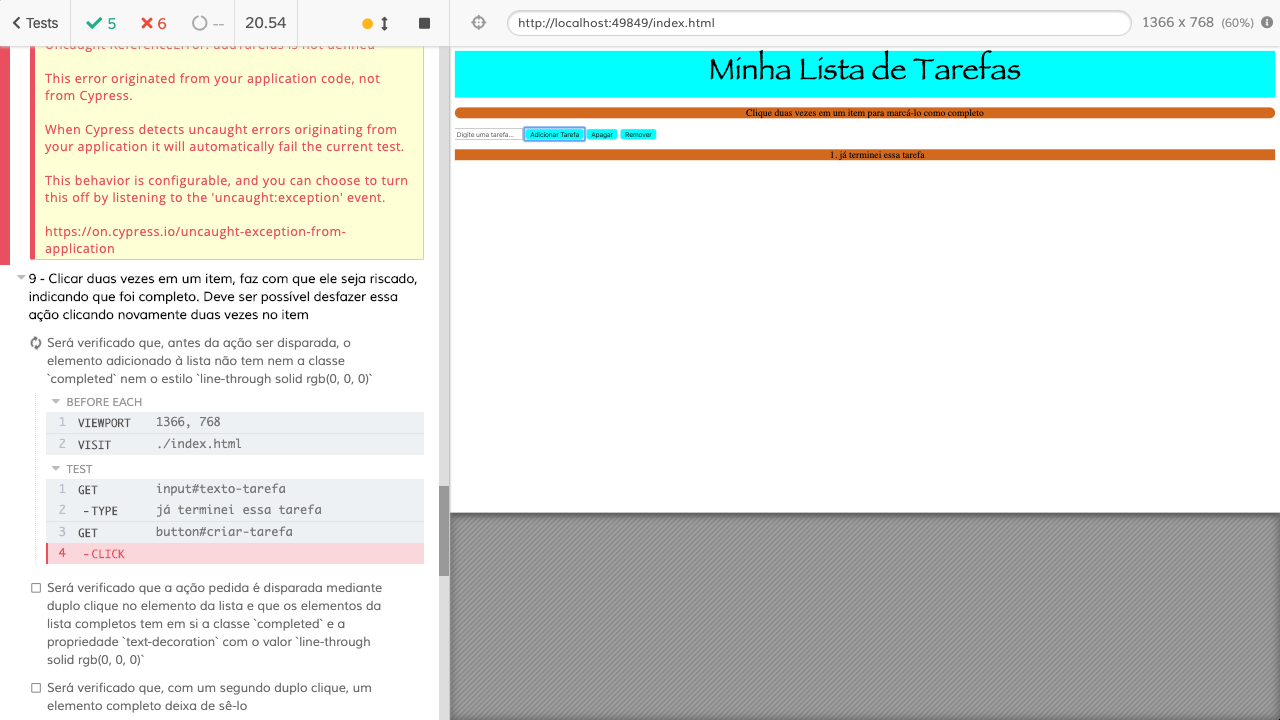 Tests
5
6
--
20.54
http://localhost:49849/index.html
1366 x 768 (60%)
Uncaught ReferenceError: addTarefas is not defined
This error originated from your application code, not
from Cypress.
When Cypress detects uncaught errors originating from
your application it will automatically fail the current test.
This behavior is configurable, and you can choose to turn
this off by listening to the 'uncaught:exception' event.
https://on.cypress.io/uncaught-exception-from-
application
9 - Clicar duas vezes em um item, faz com que ele seja riscado,
indicando que foi completo. Deve ser possível desfazer essa
ação clicando novamente duas vezes no item
Será verificado que, antes da ação ser disparada, o
elemento adicionado à lista não tem nem a classe
`completed` nem o estilo `line-through solid rgb(0, 0, 0)`
BEFORE EACH
1 VIEWPORT 1366, 768
2 VISIT ./index.html
TEST
1 GET input#texto-tarefa
2 -TYPE já terminei essa tarefa
3 GET button#criar-tarefa
4 -CLICK
Será verificado que a ação pedida é disparada mediante
duplo clique no elemento da lista e que os elementos da
lista completos tem em si a classe `completed` e a
propriedade `text-decoration` com o valor `line-through
solid rgb(0, 0, 0)`
Será verificado que, com um segundo duplo clique, um
elemento completo deixa de sê-lo
Minha Lista de Tarefas
Clique duas vezes em um item para marcá-lo como completo
Digite uma tarefa... Adicionar Tarefa Apagar Remover
1. já terminei essa tarefa